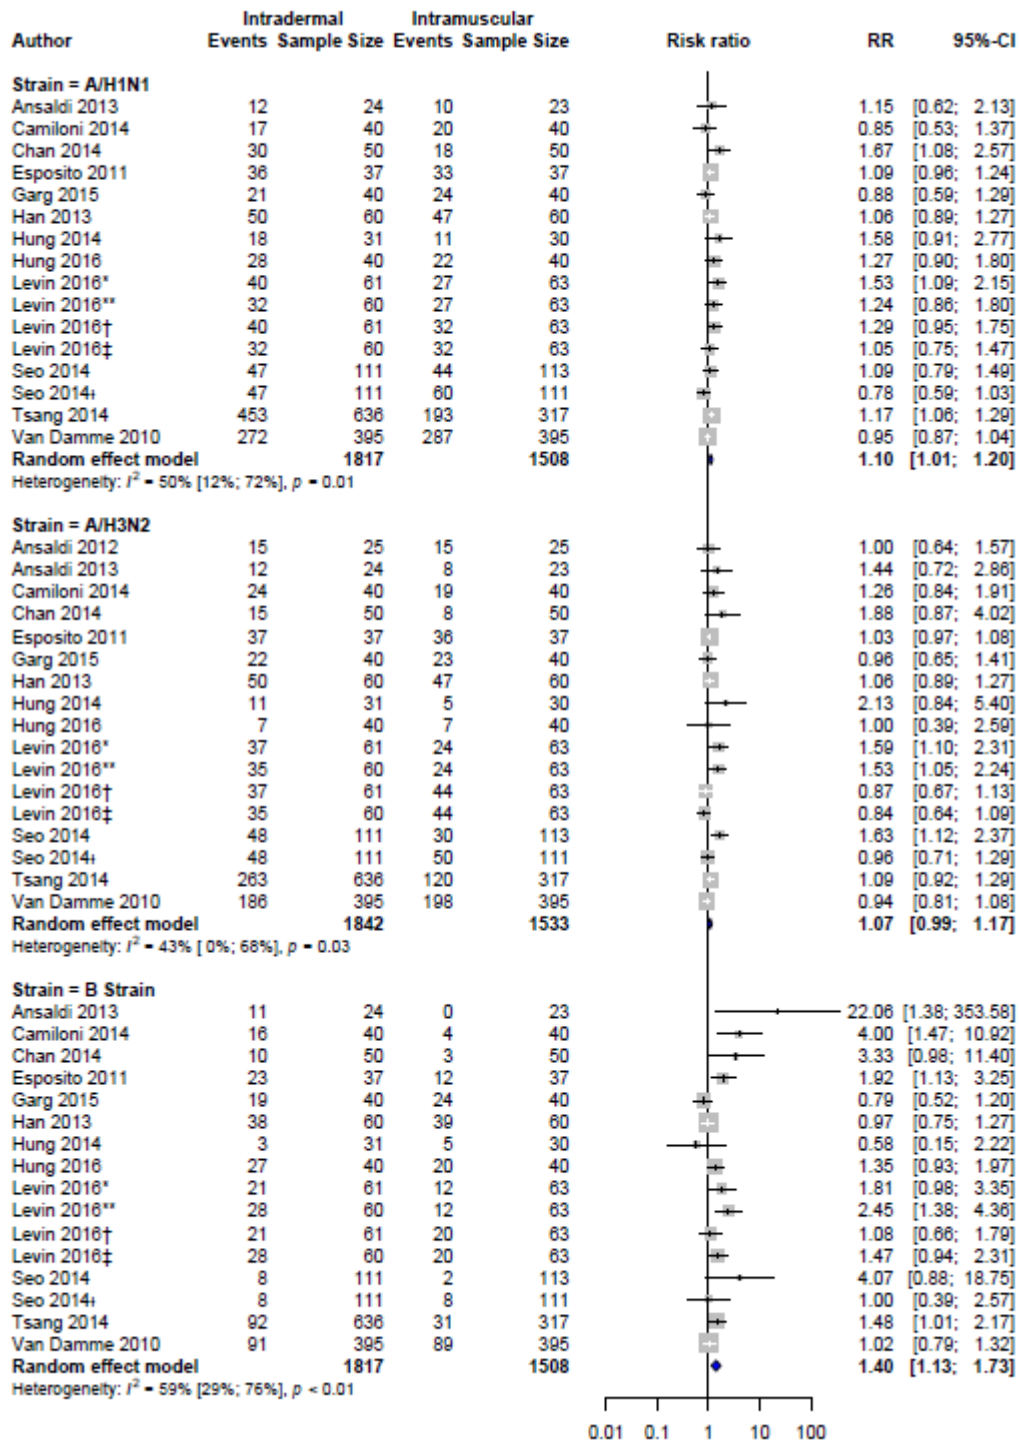 Intradermal Intramuscular
Author Events Sample Size Events Sample Size Risk ratio RR 95%-CI
Strain = A/H1N1
Ansaldi 2013 12 24 10 23 1.15 [0.62; 2.13]
Camiloni 2014 17 40 20 40 0.85 [0.53; 1.37]
Chan 2014 30 50 18 50 1.67 [1.08; 2.57]
Esposito 2011 36 37 33 37 1.09 [0.96; 1.24]
Garg 2015 21 40 24 40 0.88 [0.59; 1.29]
Han 2013 50 60 47 60 1.06 [0.89; 1.27]
Hung 2014 18 31 11 30 1.58 [0.91; 2.77]
Hung 2016 28 40 22 40 1.27 [0.90; 1.80]
Levin 2016* 40 61 27 63 1.53 [1.09; 2.15]
Levin 2016** 32 60 27 63 1.24 [0.86; 1.80]
Levin 2016† 40 61 32 63 1.29 [0.95; 1.75]
Levin 2016‡ 32 60 32 63 1.05 [0.75; 1.47]
Seo 2014 47 111 44 113 1.09 [0.79; 1.49]
Seo 2014ƚ 47 111 60 111 0.78 [0.59; 1.03]
Tsang 2014 453 636 193 317 1.17 [1.06; 1.29]
Van Damme 2010 272 395 287 395 0.95 [0.87; 1.04]
Random effect model 1817 1508 1.10 [1.01; 1.20]
Heterogeneity: I² = 50% [12%; 72%], p = 0.01
Strain = A/H3N2
Ansaldi 2012 15 25 15 25 1.00 [0.64; 1.57]
Ansaldi 2013 12 24 8 23 1.44 [0.72; 2.86]
Camiloni 2014 24 40 19 40 1.26 [0.84; 1.91]
Chan 2014 15 50 8 50 1.88 [0.87; 4.02]
Esposito 2011 37 37 36 37 1.03 [0.97; 1.08]
Garg 2015 22 40 23 40 0.96 [0.65; 1.41]
Han 2013 50 60 47 60 1.06 [0.89; 1.27]
Hung 2014 11 31 5 30 2.13 [0.84; 5.40]
Hung 2016 7 40 7 40 1.00 [0.39; 2.59]
Levin 2016* 37 61 24 63 1.59 [1.10; 2.31]
Levin 2016** 35 60 24 63 1.53 [1.05; 2.24]
Levin 2016† 37 61 44 63 0.87 [0.67; 1.13]
Levin 2016‡ 35 60 44 63 0.84 [0.64; 1.09]
Seo 2014 48 111 30 113 1.63 [1.12; 2.37]
Seo 2014ƚ 48 111 50 111 0.96 [0.71; 1.29]
Tsang 2014 263 636 120 317 1.09 [0.92; 1.29]
Van Damme 2010 186 395 198 395 0.94 [0.81; 1.08]
Random effect model 1842 1533 1.07 [0.99; 1.17]
Heterogeneity: I² = 43% [ 0%; 68%], p = 0.03
Strain = B Strain
Ansaldi 2013 11 24 0 23 22.06 [1.38; 353.58]
Camiloni 2014 16 40 4 40 4.00 [1.47; 10.92]
Chan 2014 10 50 3 50 3.33 [0.98; 11.40]
Esposito 2011 23 37 12 37 1.92 [1.13; 3.25]
Garg 2015 19 40 24 40 0.79 [0.52; 1.20]
Han 2013 38 60 39 60 0.97 [0.75; 1.27]
Hung 2014 3 31 5 30 0.58 [0.15; 2.22]
Hung 2016 27 40 20 40 1.35 [0.93; 1.97]
Levin 2016* 21 61 12 63 1.81 [0.98; 3.35]
Levin 2016** 28 60 12 63 2.45 [1.38; 4.36]
Levin 2016† 21 61 20 63 1.08 [0.66; 1.79]
Levin 2016‡ 28 60 20 63 1.47 [0.94; 2.31]
Seo 2014 8 111 2 113 4.07 [0.88; 18.75]
Seo 2014ƚ 8 111 8 111 1.00 [0.39; 2.57]
Tsang 2014 92 636 31 317 1.48 [1.01; 2.17]
Van Damme 2010 91 395 89 395 1.02 [0.79; 1.32]
Random effect model 1817 1508 1.40 [1.13; 1.73]
Heterogeneity: I² = 59% [29%; 76%], p < 0.01
0.01 0.1 1 10 100